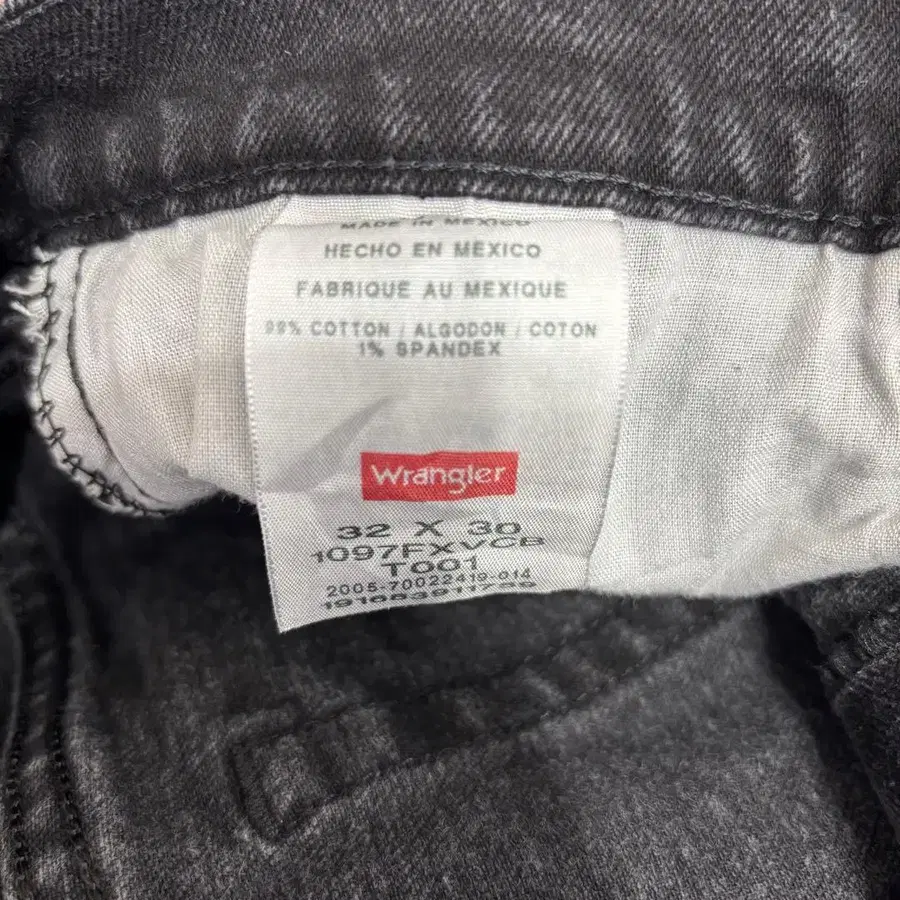 MADE IN MEXICO
HECHO EN MEXICO
FABRIQUE AU MEXIQUE
99% COTTON / ALGODON / COTON
1% SPANDEX
Wrangler
32 X 30
1097FXVCB
T001
2005-70022419-014